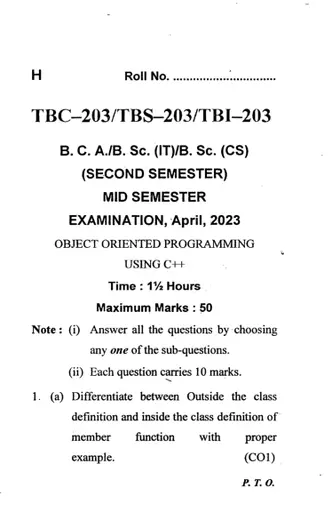 H Roll No. ...............................
TBC–203/TBS–203/TBI–203
B. C. A./B. Sc. (IT)/B. Sc. (CS)
(SECOND SEMESTER)
MID SEMESTER
EXAMINATION, April, 2023
OBJECT ORIENTED PROGRAMMING
USING C++
Time : 1½ Hours
Maximum Marks : 50
Note : (i) Answer all the questions by choosing
any one of the sub-questions.
(ii) Each question carries 10 marks.
1. (a) Differentiate between Outside the class
definition and inside the class definition of
member function with proper
example. (CO1)
P. T. O.